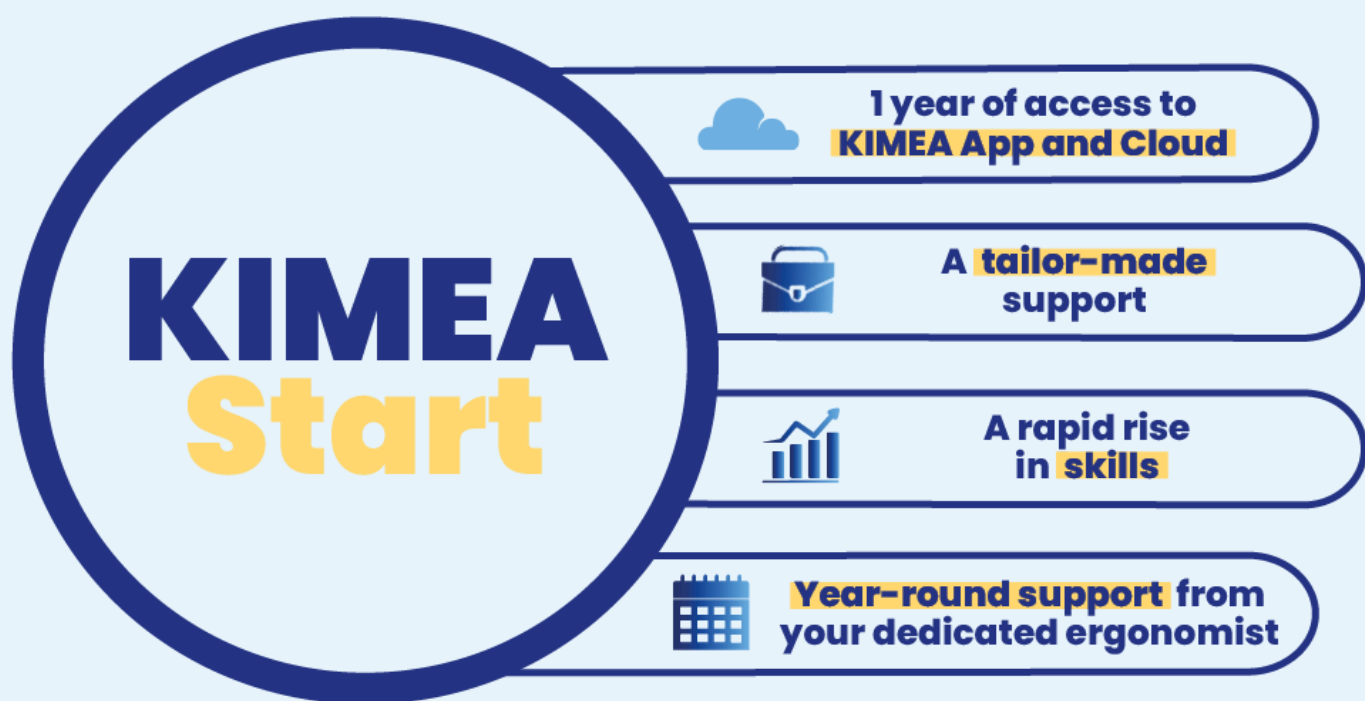 KIMEA
Start
1 year of access to
KIMEA App and Cloud
A tailor-made
support
A rapid rise
in skills
Year-round support from
your dedicated ergonomist